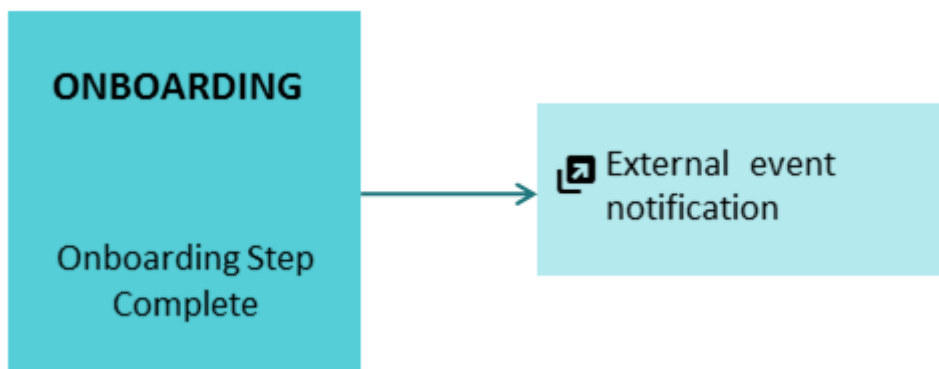 ONBOARDING
Onboarding Step
Complete
External event
notification